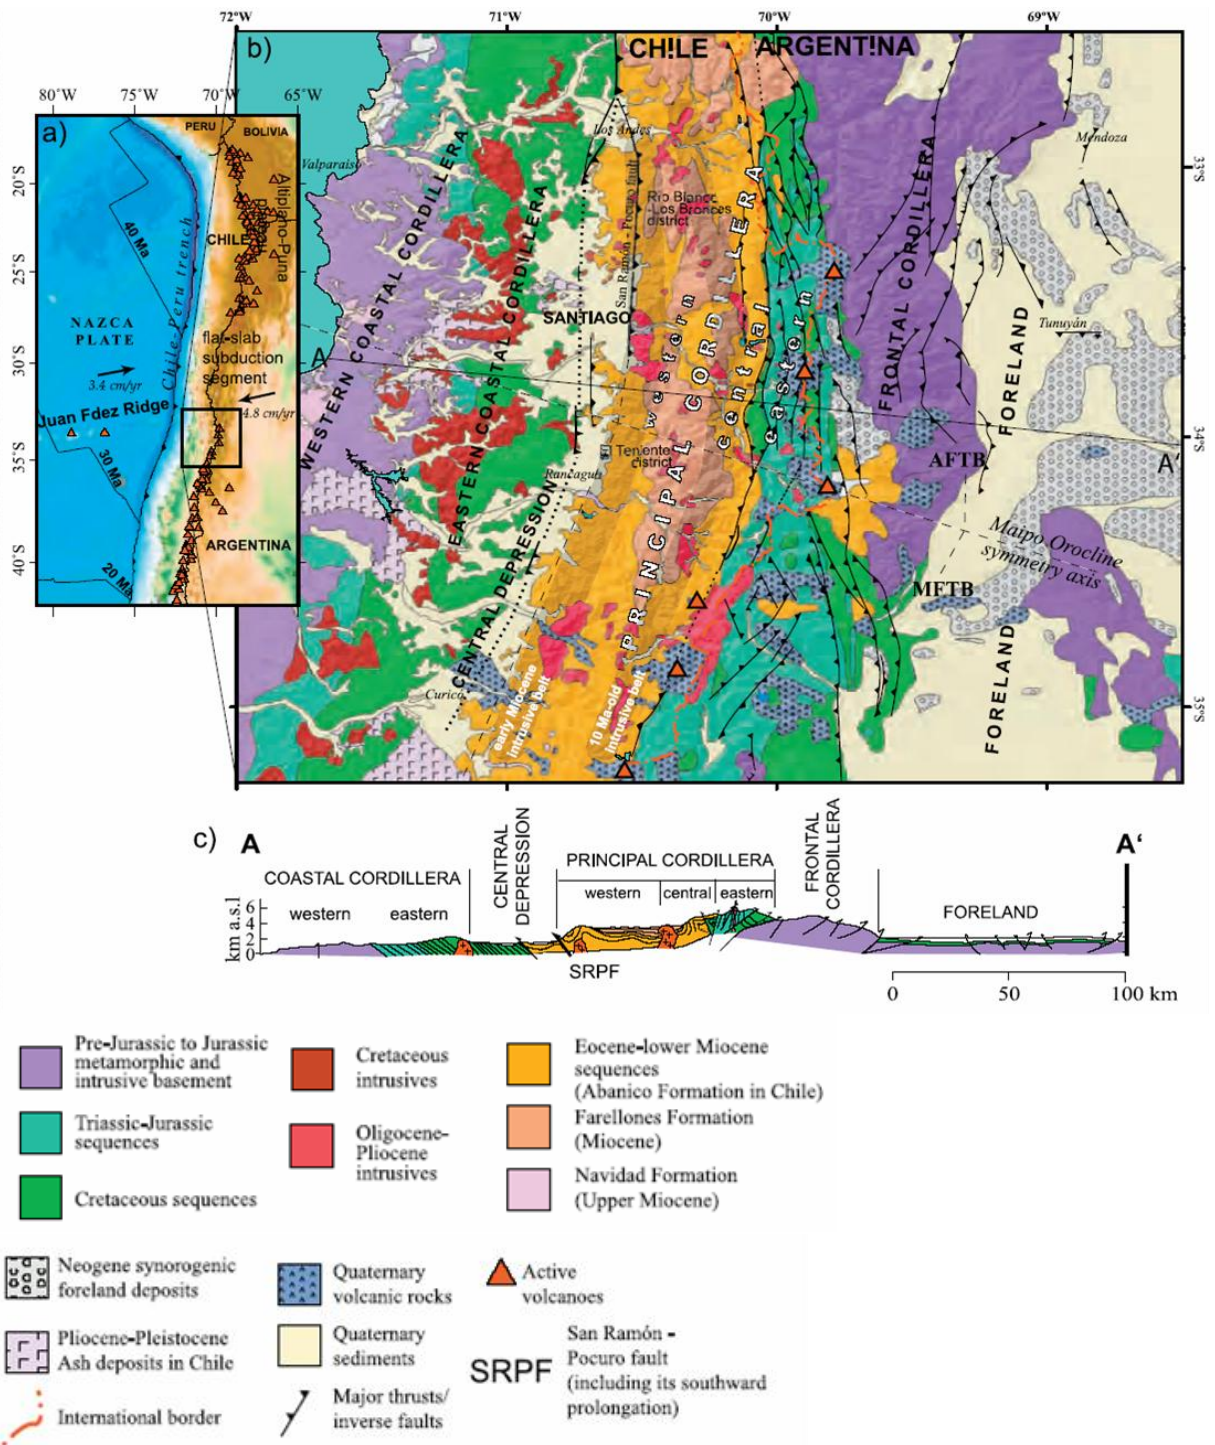 72°W 71°W 70°W 69°W
b)
CH!LE ARGENT!NA
80°W 75°W 70°W 65°W
a)
PERU BOLIVIA
20°S
25°S
30°S
35°S
40°S
Altiplano-Puna
CHILE
40 Ma
Chile-Peru trench
NAZCA
PLATE
3.4 cm/yr
flat-slab
subduction
segment
4.8 cm/yr
Juan Fdez Ridge
30 Ma
20 Ma
ARGENTINA
Valparaiso
Los Andes
Mendoza
33°S
34°S
35°S
WESTERN COASTAL CORDILLERA
EASTERN COASTAL CORDILLERA
CENTRAL DEPRESSION
San Ramón - Pocuro fault
Rio Blanco
-Los Bronces
district
SANTIAGO
PRINCIPAL CORDILLERA
western
central
eastern
FRONTAL CORDILLERA
FORELAND
Tunuyán
A
A'
Teniente
district
Rancagua
AFTB
Maipo Orocline
symmetry axis
MFTB
FORELAND
Curicó
early Miocene
intrusive belt
10 Ma-old
intrusive belt
c) A A'
COASTAL CORDILLERA
western eastern
CENTRAL
DEPRESSION
PRINCIPAL CORDILLERA
western central eastern
FRONTAL
CORDILLERA
FORELAND
km a.s.l
6
4
2
0
SRPF
0 50 100 km
Pre-Jurassic to Jurassic
metamorphic and
intrusive basement
Triassic-Jurassic
sequences
Cretaceous sequences
Cretaceous
intrusives
Oligocene-
Pliocene
intrusives
Eocene-lower Miocene
sequences
(Abanico Formation in Chile)
Farellones Formation
(Miocene)
Navidad Formation
(Upper Miocene)
Neogene synorogenic
foreland deposits
Pliocene-Pleistocene
Ash deposits in Chile
International border
Quaternary
volcanic rocks
Quaternary
sediments
Major thrusts/
inverse faults
Active
volcanoes
SRPF
San Ramón -
Pocuro fault
(including its southward
prolongation)